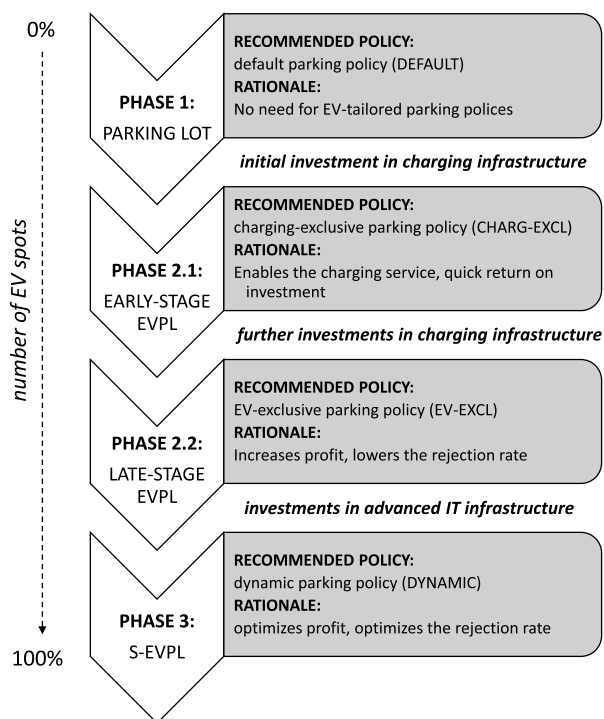 0%
number of EV spots
100%
PHASE 1:
PARKING LOT
RECOMMENDED POLICY:
default parking policy (DEFAULT)
RATIONALE:
No need for EV-tailored parking polices
initial investment in charging infrastructure
PHASE 2.1:
EARLY-STAGE
EVPL
RECOMMENDED POLICY:
charging-exclusive parking policy (CHARG-EXCL)
RATIONALE:
Enables the charging service, quick return on
investment
further investments in charging infrastructure
PHASE 2.2:
LATE-STAGE
EVPL
RECOMMENDED POLICY:
EV-exclusive parking policy (EV-EXCL)
RATIONALE:
Increases profit, lowers the rejection rate
investments in advanced IT infrastructure
PHASE 3:
S-EVPL
RECOMMENDED POLICY:
dynamic parking policy (DYNAMIC)
RATIONALE:
optimizes profit, optimizes the rejection rate